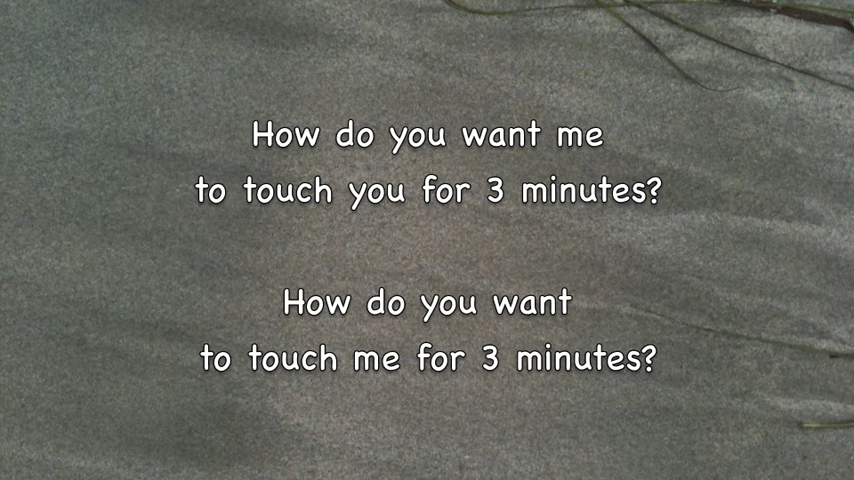 How do you want me
to touch you for 3 minutes?
How do you want
to touch me for 3 minutes?